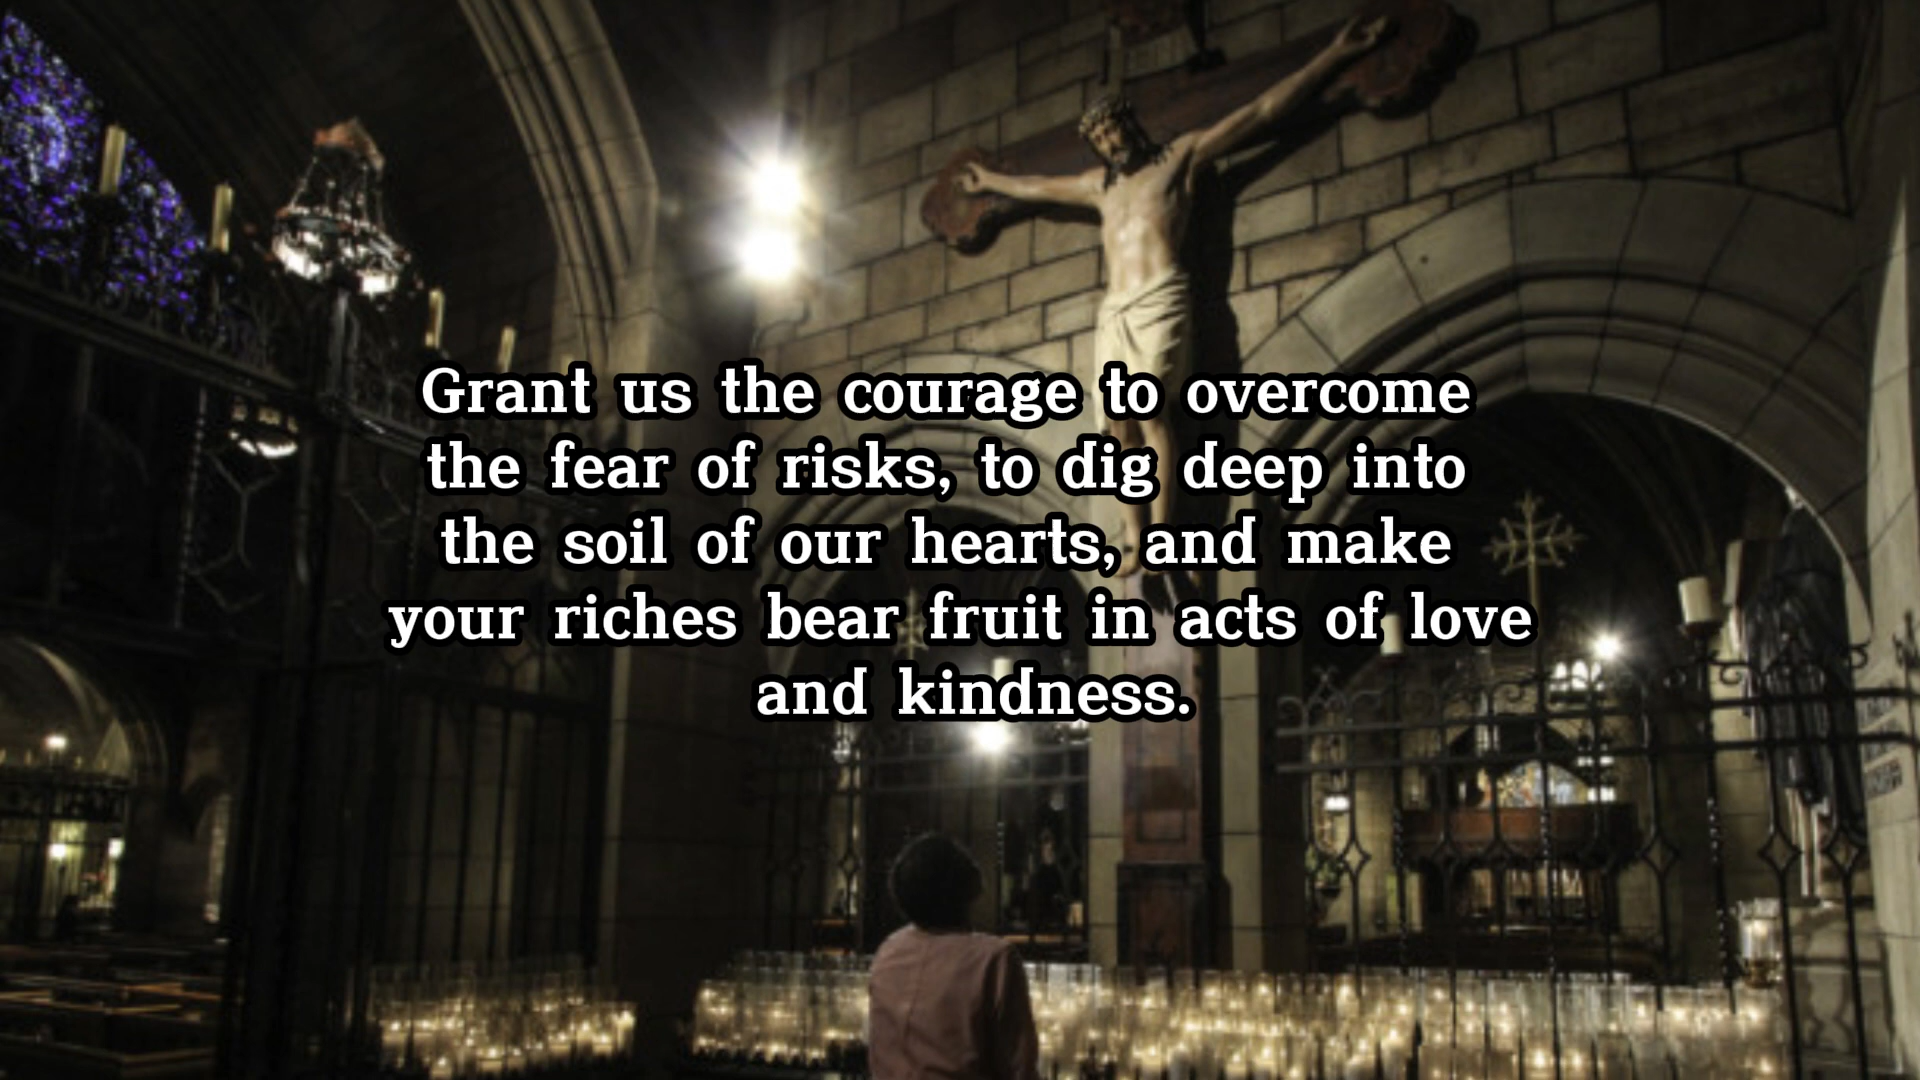 Grant us the courage to overcome
the fear of risks, to dig deep into
the soil of our hearts, and make
your riches bear fruit in acts of love
and kindness.